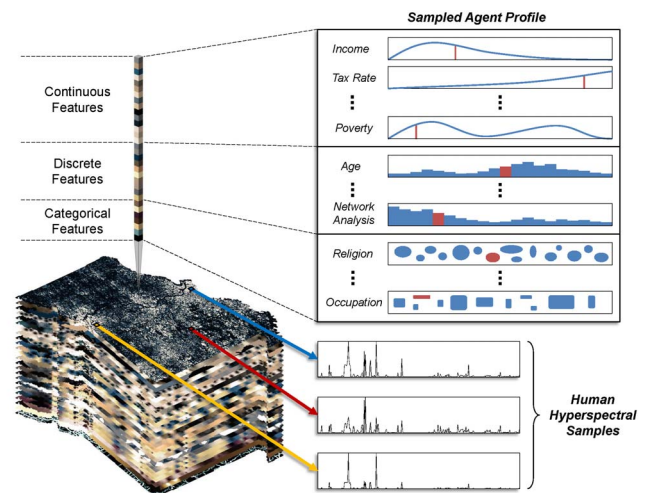 Sampled Agent Profile
Continuous
Features
Discrete
Features
Categorical
Features
Income
Tax Rate
Poverty
Age
Network
Analysis
Religion
Occupation
Human
Hyperspectral
Samples